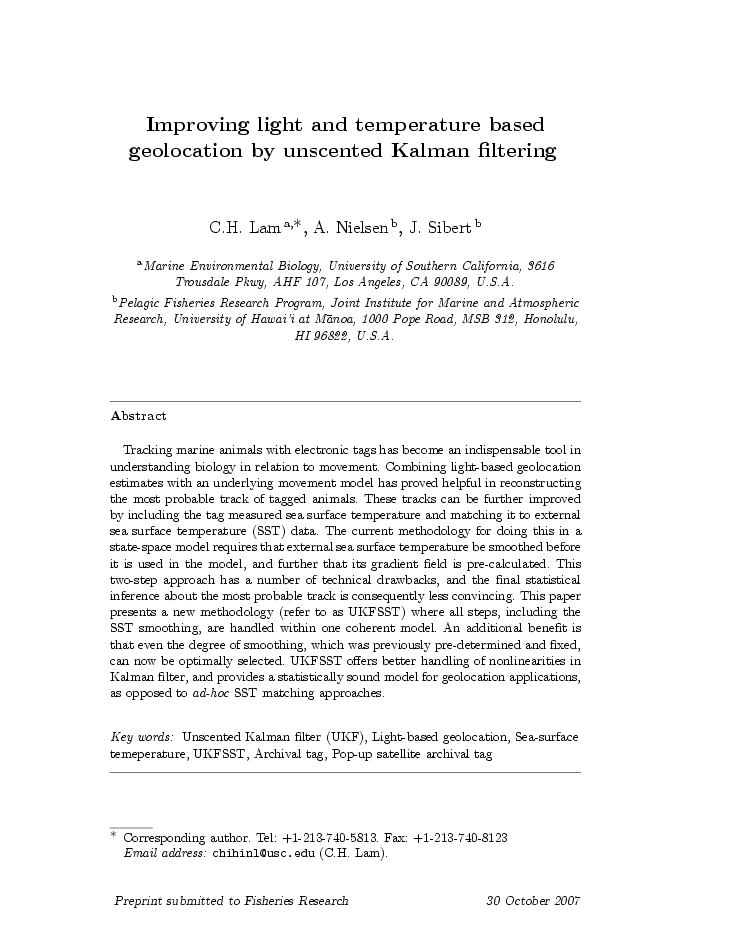 Improving light and temperature based
geolocation by unscented Kalman filtering
C.H. Lam a,*, A. Nielsen b, J. Sibert b
a Marine Environmental Biology, University of Southern California, 3616
Trousdale Pkwy, AHF 107, Los Angeles, CA 90089, U.S.A.
b Pelagic Fisheries Research Program, Joint Institute for Marine and Atmospheric
Research, University of Hawai'i at Mānoa, 1000 Pope Road, MSB 312, Honolulu,
HI 96822, U.S.A.
Abstract
Tracking marine animals with electronic tags has become an indispensable tool in
understanding biology in relation to movement. Combining light-based geolocation
estimates with an underlying movement model has proved helpful in reconstructing
the most probable track of tagged animals. These tracks can be further improved
by including the tag measured sea surface temperature and matching it to external
sea surface temperature (SST) data. The current methodology for doing this in a
state-space model requires that external sea surface temperature be smoothed before
it is used in the model, and further that its gradient field is pre-calculated. This
two-step approach has a number of technical drawbacks, and the final statistical
inference about the most probable track is consequently less convincing. This paper
presents a new methodology (refer to as UKFSST) where all steps, including the
SST smoothing, are handled within one coherent model. An additional benefit is
that even the degree of smoothing, which was previously pre-determined and fixed,
can now be optimally selected. UKFSST offers better handling of nonlinearities in
Kalman filter, and provides a statistically sound model for geolocation applications,
as opposed to ad-hoc SST matching approaches.
Key words: Unscented Kalman filter (UKF), Light-based geolocation, Sea-surface
temeperature, UKFSST, Archival tag, Pop-up satellite archival tag
* Corresponding author. Tel: +1-213-740-5813. Fax: +1-213-740-8123
Email address: chihinl@usc.edu (C.H. Lam).
Preprint submitted to Fisheries Research 30 October 2007